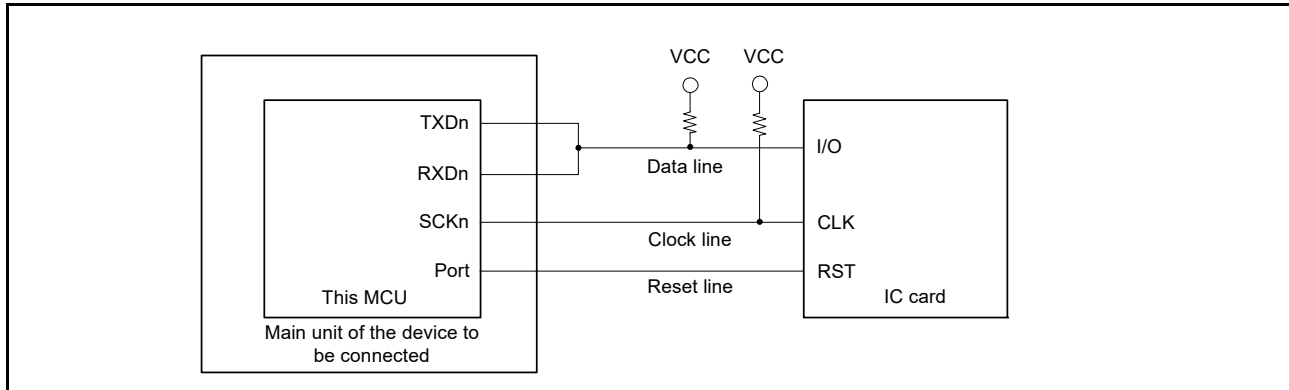 VCC
VCC
TXDn
RXDn
SCKn
Port
This MCU
Main unit of the device to
be connected
Data line
Clock line
Reset line
I/O
CLK
RST
IC card